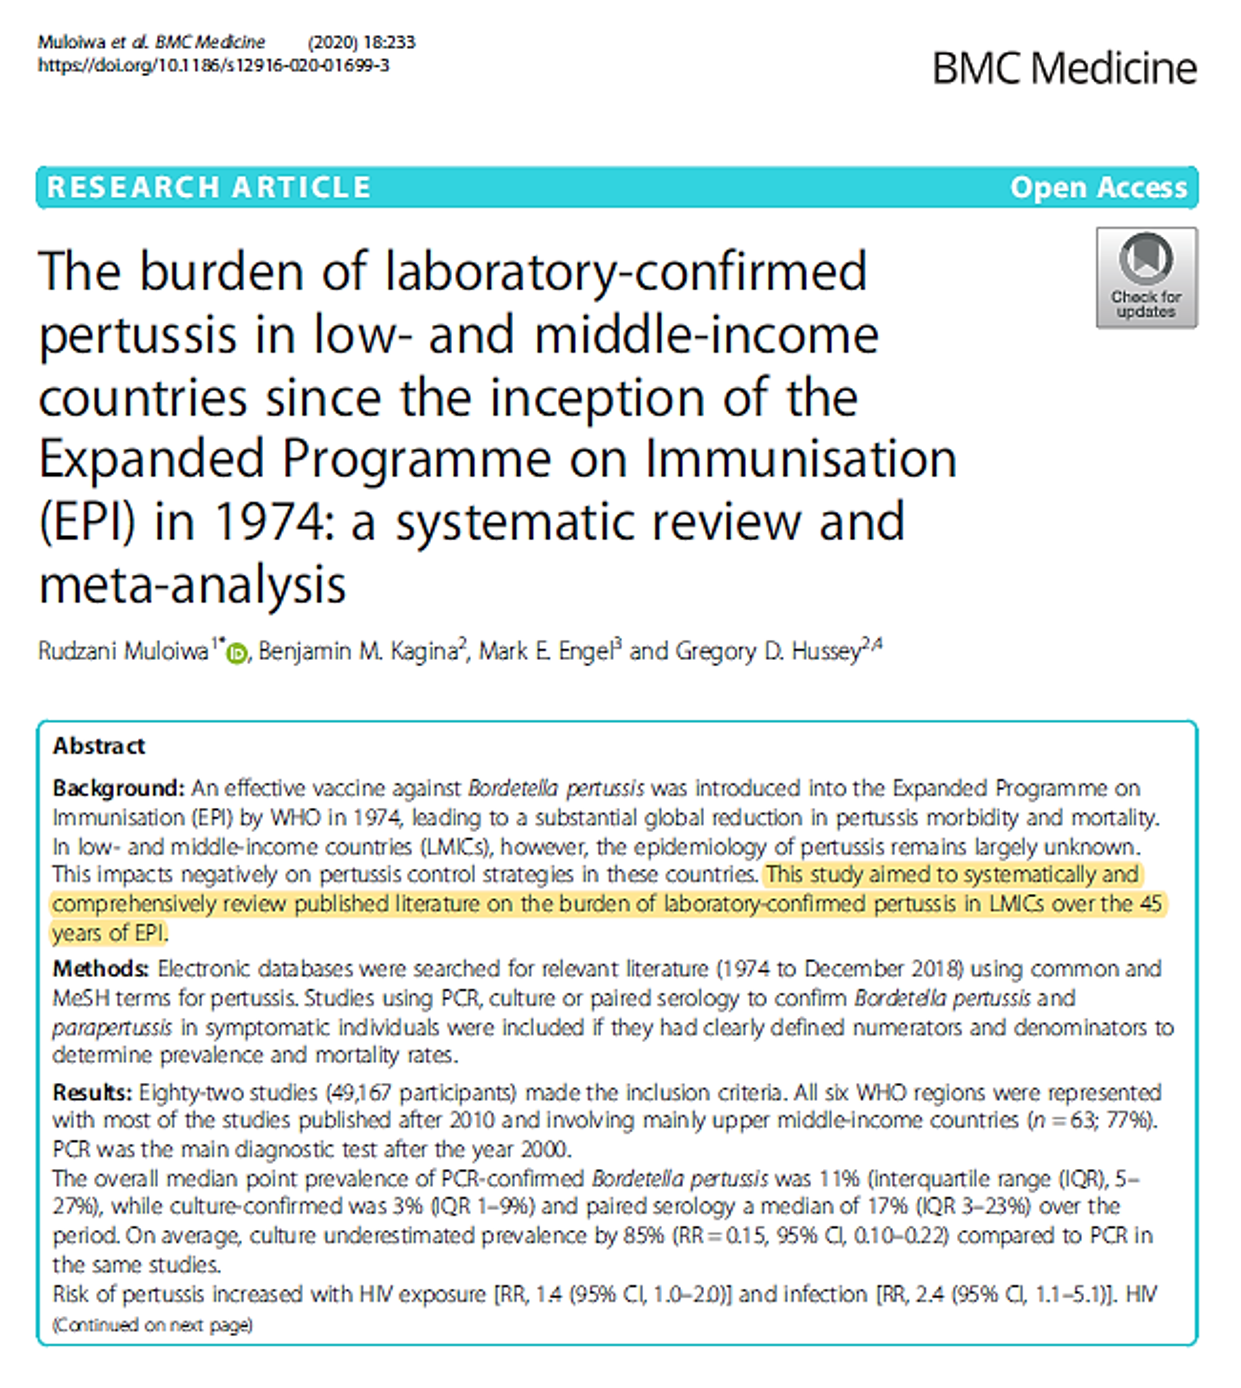 Muloiwa et al. BMC Medicine (2020) 18:233
https://doi.org/10.1186/s12916-020-01699-3
BMC Medicine
RESEARCH ARTICLE
Open Access
Check for
updates
The burden of laboratory-confirmed
pertussis in low- and middle-income
countries since the inception of the
Expanded Programme on Immunisation
(EPI) in 1974: a systematic review and
meta-analysis
Rudzani Muloiwa1* iD, Benjamin M. Kagina2, Mark E. Engel3 and Gregory D. Hussey2,4
Abstract
Background: An effective vaccine against Bordetella pertussis was introduced into the Expanded Programme on
Immunisation (EPI) by WHO in 1974, leading to a substantial global reduction in pertussis morbidity and mortality.
In low- and middle-income countries (LMICs), however, the epidemiology of pertussis remains largely unknown.
This impacts negatively on pertussis control strategies in these countries. This study aimed to systematically and
comprehensively review published literature on the burden of laboratory-confirmed pertussis in LMICs over the 45
years of EPI.
Methods: Electronic databases were searched for relevant literature (1974 to December 2018) using common and
MeSH terms for pertussis. Studies using PCR, culture or paired serology to confirm Bordetella pertussis and
parapertussis in symptomatic individuals were included if they had clearly defined numerators and denominators to
determine prevalence and mortality rates.
Results: Eighty-two studies (49,167 participants) made the inclusion criteria. All six WHO regions were represented
with most of the studies published after 2010 and involving mainly upper middle-income countries (n = 63; 77%).
PCR was the main diagnostic test after the year 2000.
The overall median point prevalence of PCR-confirmed Bordetella pertussis was 11% (interquartile range (IQR), 5–
27%), while culture-confirmed was 3% (IQR 1–9%) and paired serology a median of 17% (IQR 3–23%) over the
period. On average, culture underestimated prevalence by 85% (RR = 0.15, 95% CI, 0.10–0.22) compared to PCR in
the same studies.
Risk of pertussis increased with HIV exposure [RR, 1.4 (95% CI, 1.0–2.0)] and infection [RR, 2.4 (95% CI, 1.1–5.1)]. HIV
(Continued on next page)